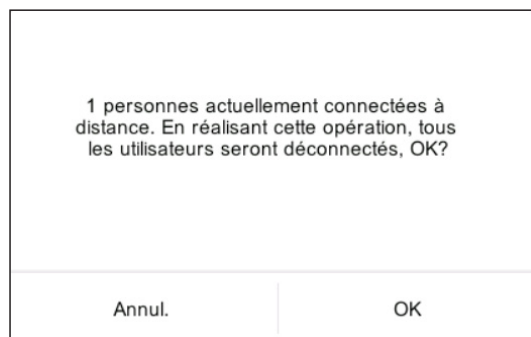 1 personnes actuellement connectées à
distance. En réalisant cette opération, tous
les utilisateurs seront déconnectés, OK?
Annul.
OK